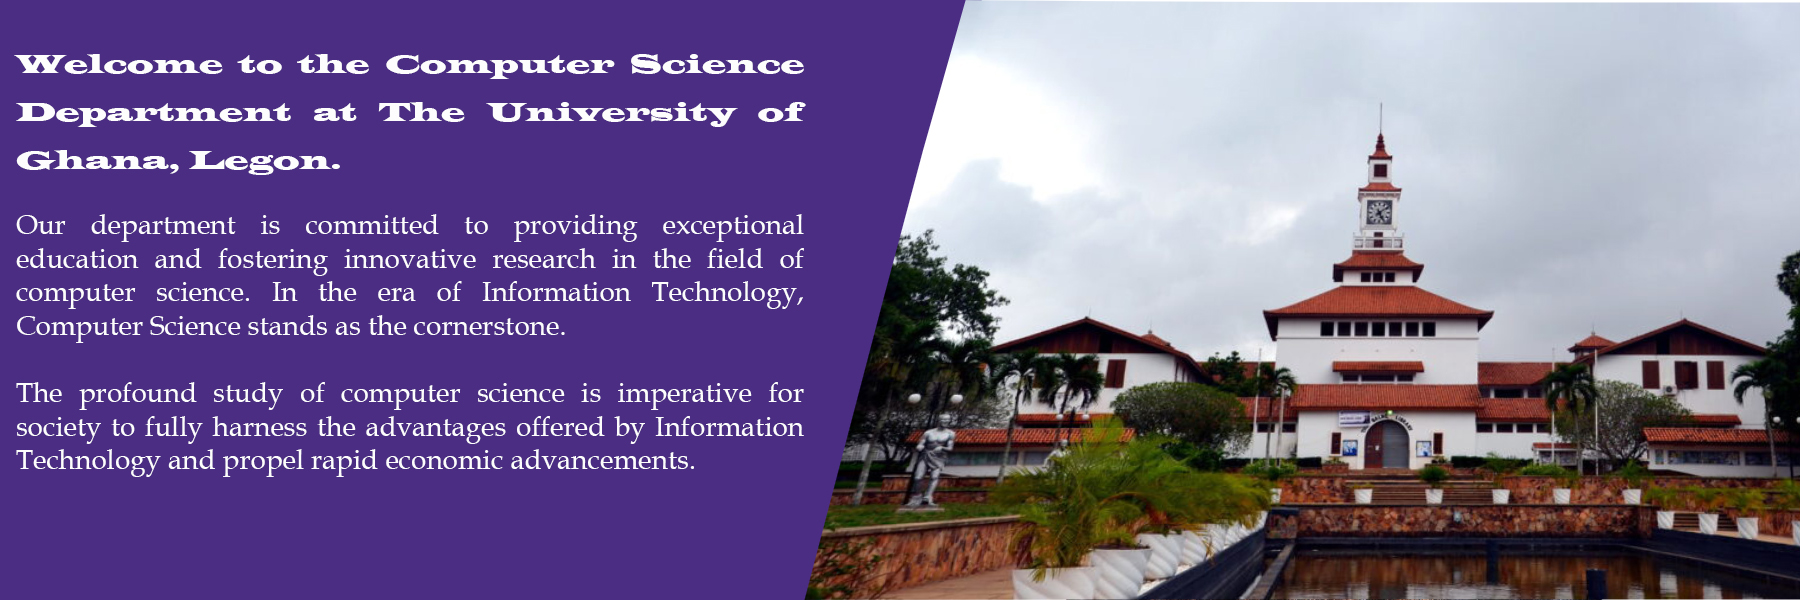 Welcome to the Computer Science
Department at The University of
Ghana, Legon.
Our department is committed to providing exceptional
education and fostering innovative research in the field of
computer science. In the era of Information Technology,
Computer Science stands as the cornerstone.
The profound study of computer science is imperative for
society to fully harness the advantages offered by Information
Technology and propel rapid economic advancements.